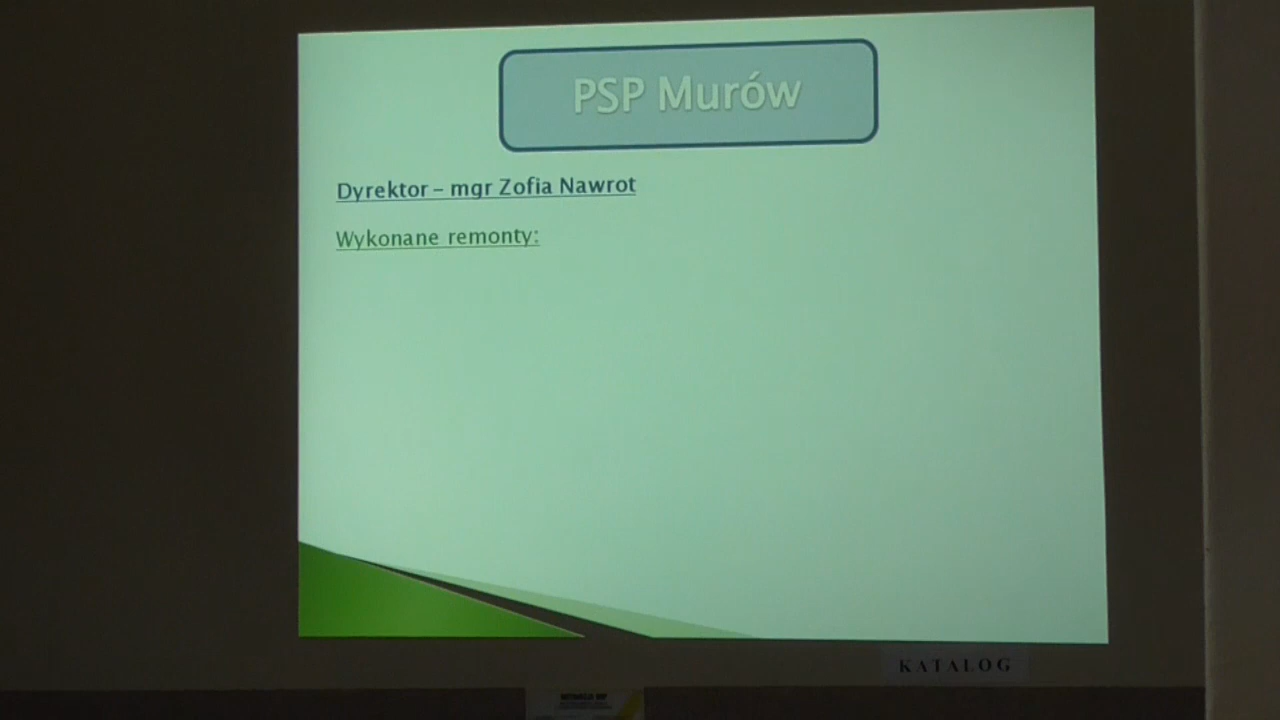 PSP Murów
Dyrektor – mgr Zofia Nawrot
Wykonane remonty:
KATALOG